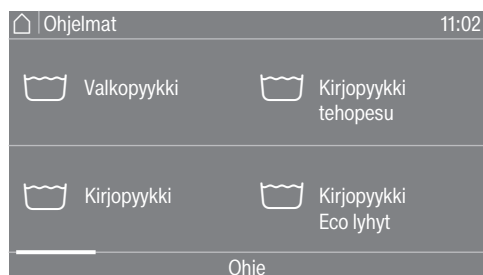 Ohjelmat 11:02
Valkopyykki
Kirjopyykki
tehopesu
Kirjopyykki
Kirjopyykki
Eco lyhyt
Ohje